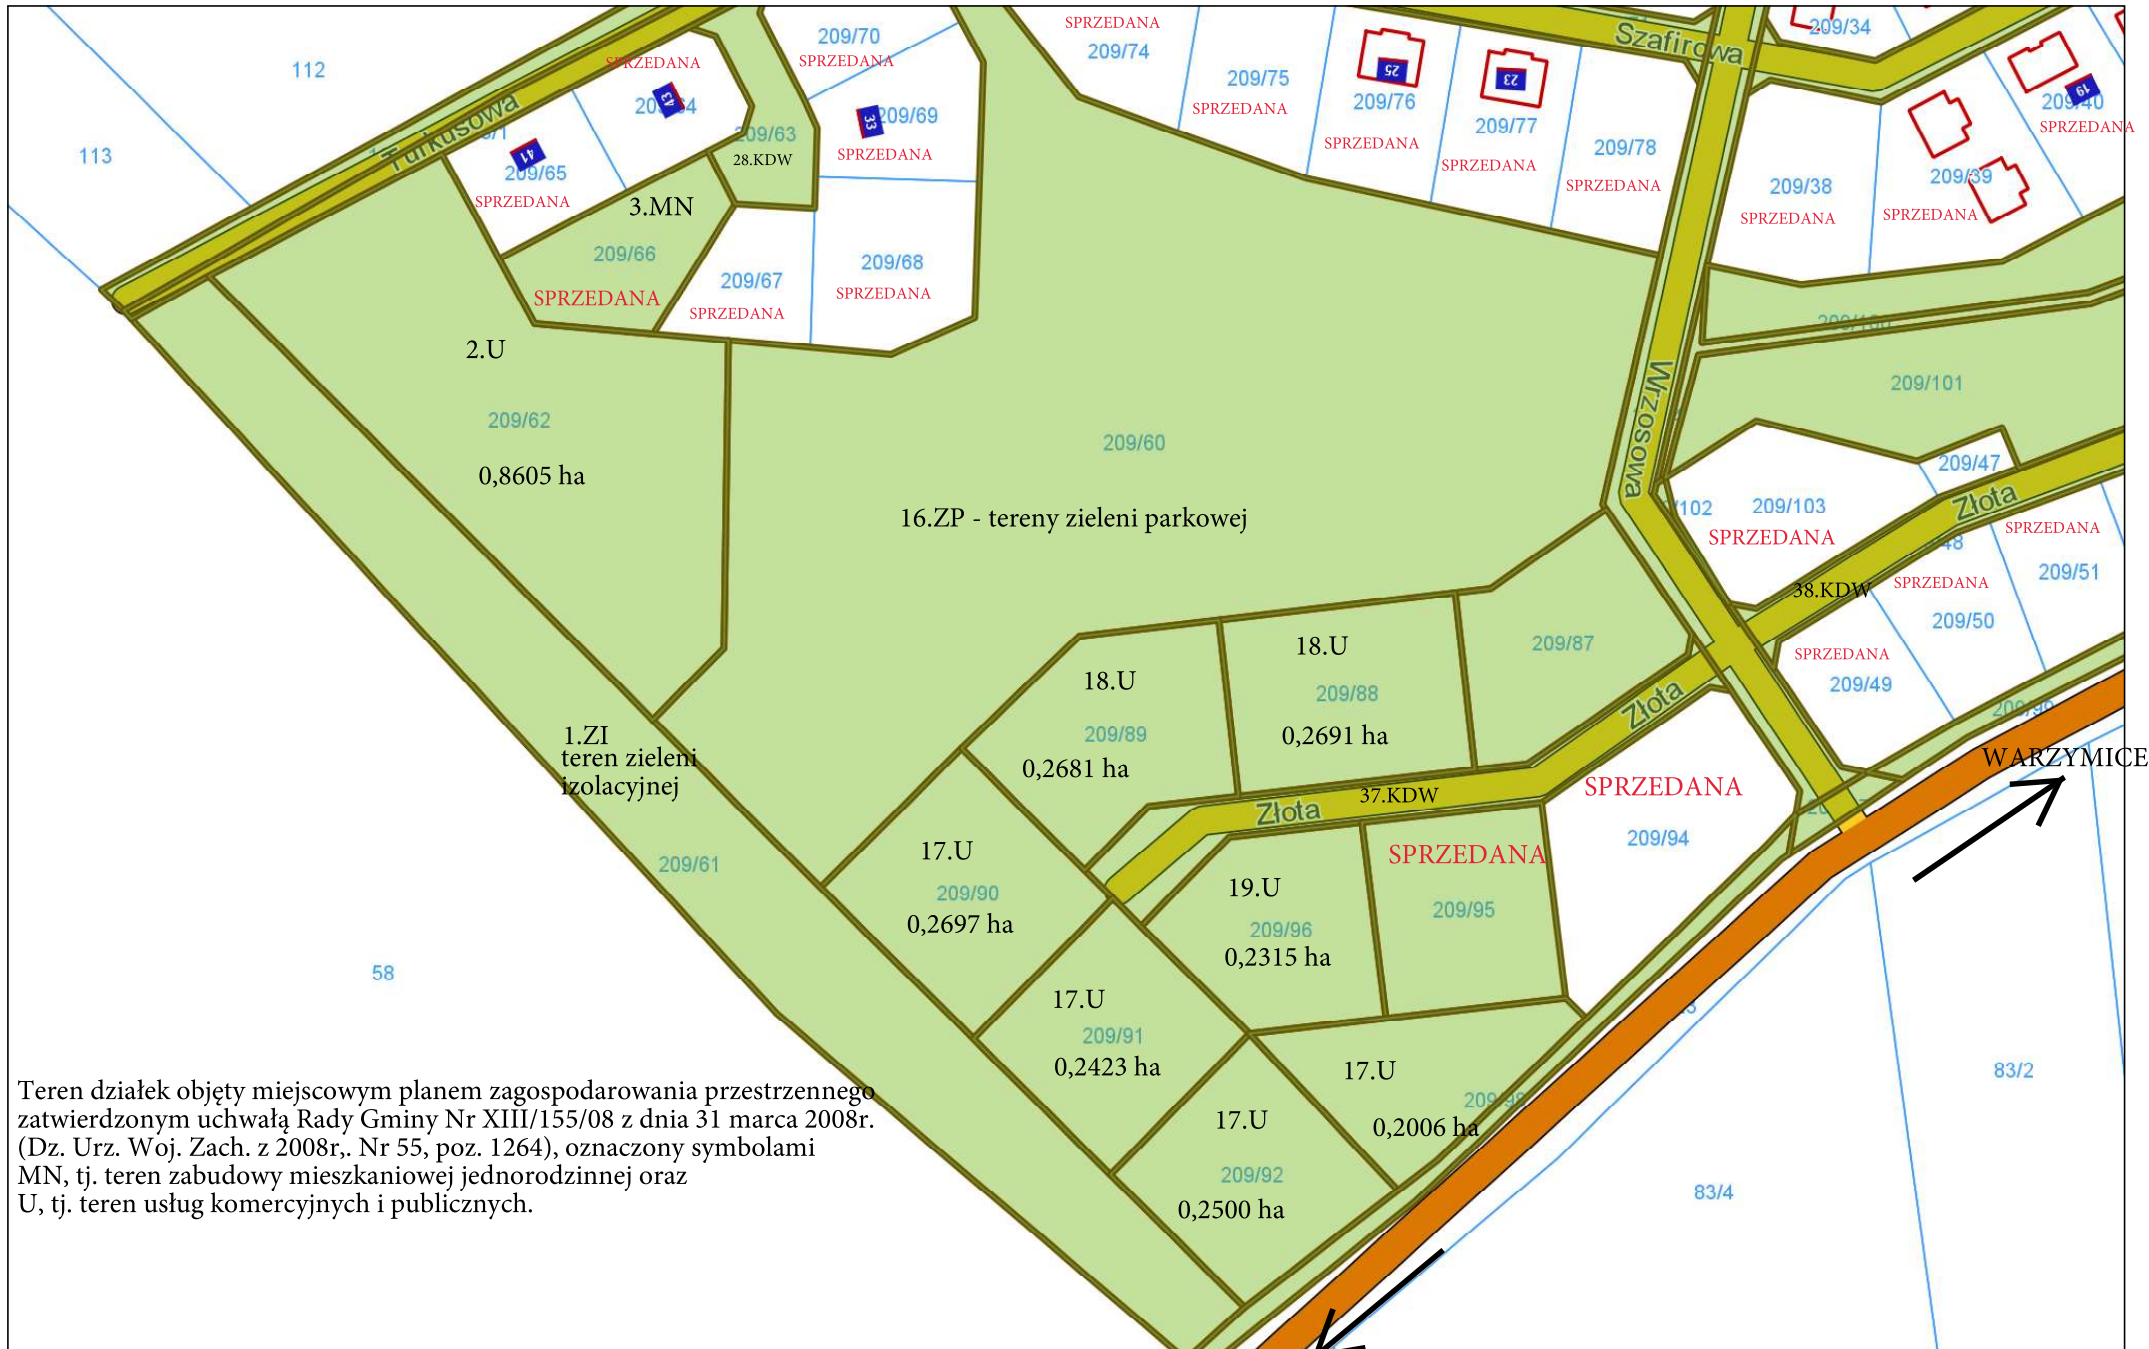 SPRZEDANA
209/74
209/70
SPRZEDANA
Szafirowa
209/34
112
SPRZEDANA
43
209/75
SPRZEDANA
25
209/76
SPRZEDANA
23
209/77
SPRZEDANA
209/78
SPRZEDANA
19
209/40
SPRZEDANA
113
Turkusowa
41
209/65
SPRZEDANA
209/63
28.KDW
33
209/69
SPRZEDANA
209/38
SPRZEDANA
209/39
SPRZEDANA
3.MN
209/66
SPRZEDANA
209/67
SPRZEDANA
209/68
SPRZEDANA
2.U
209/62
0,8605 ha
209/60
16.ZP - tereny zieleni parkowej
Wrzosowa
209/101
209/47
/102
209/103
SPRZEDANA
Złota
SPRZEDANA
48
209/51
38.KDW
SPRZEDANA
209/50
SPRZEDANA
209/49
18.U
209/88
0,2691 ha
209/87
18.U
209/89
0,2681 ha
Złota
1.ZI
teren zieleni
izolacyjnej
WARZYMICE
Złota
37.KDW
SPRZEDANA
209/94
17.U
209/90
0,2697 ha
209/61
SPRZEDANA
209/95
19.U
209/96
0,2315 ha
58
17.U
209/91
0,2423 ha
17.U
0,2006 ha
17.U
209/92
0,2500 ha
83/2
83/4
Teren działek objęty miejscowym planem zagospodarowania przestrzennego
zatwierdzonym uchwałą Rady Gminy Nr XIII/155/08 z dnia 31 marca 2008r.
(Dz. Urz. Woj. Zach. z 2008r,. Nr 55, poz. 1264), oznaczony symbolami
MN, tj. teren zabudowy mieszkaniowej jednorodzinnej oraz
U, tj. teren usług komercyjnych i publicznych.